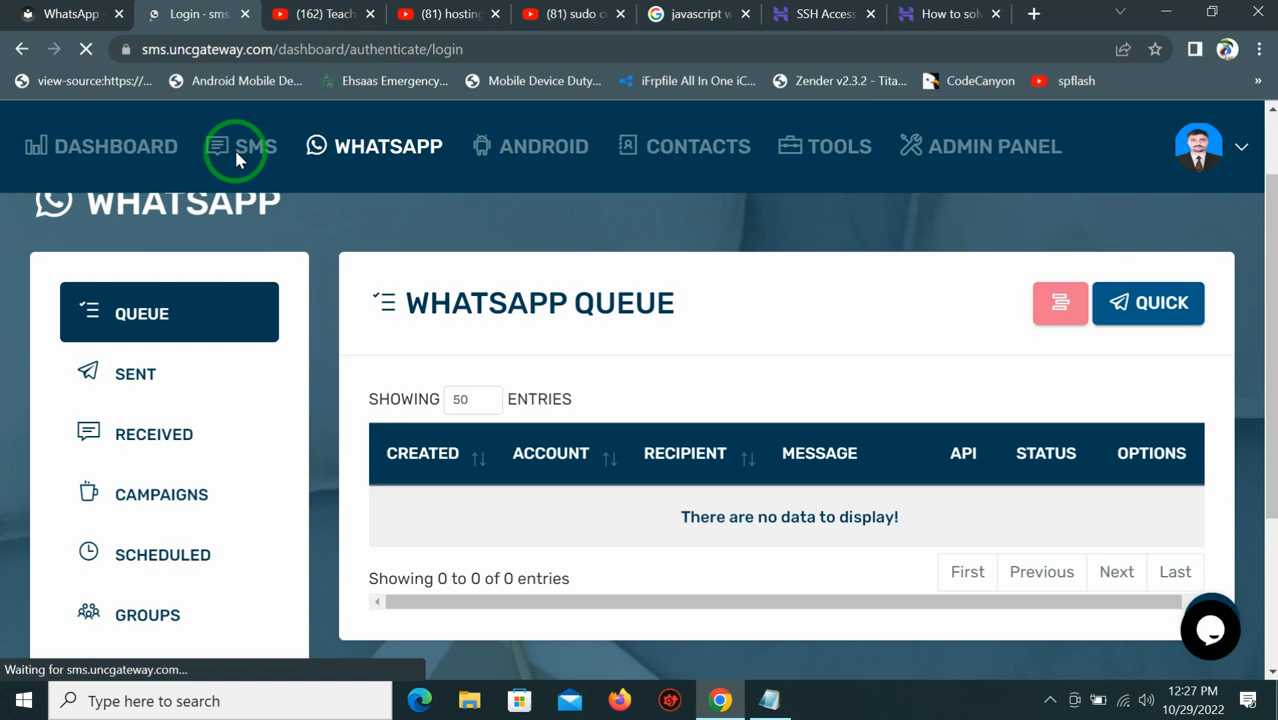 WhatsApp
Login · sms.
(162) Teach
(81) hosting
(81) sudo c
javascript w
SSH Access
How to solv
sms.uncgateway.com/dashboard/authenticate/login
view-source:https://...
Android Mobile De...
Ehsaas Emergency...
Mobile Device Duty...
iFrpfile All In One iC...
Zender v2.3.2 - Tita...
CodeCanyon
spflash
»
DASHBOARD
SMS
WHATSAPP
ANDROID
CONTACTS
TOOLS
ADMIN PANEL
WHATSAPP
QUEUE
SENT
RECEIVED
CAMPAIGNS
SCHEDULED
GROUPS
WHATSAPP QUEUE
QUICK
SHOWING 50 ENTRIES
CREATED ACCOUNT RECIPIENT MESSAGE API STATUS OPTIONS
There are no data to display!
Showing 0 to 0 of 0 entries
First Previous Next Last
Waiting for sms.uncgateway.com...
Type here to search
12:27 PM
10/29/2022